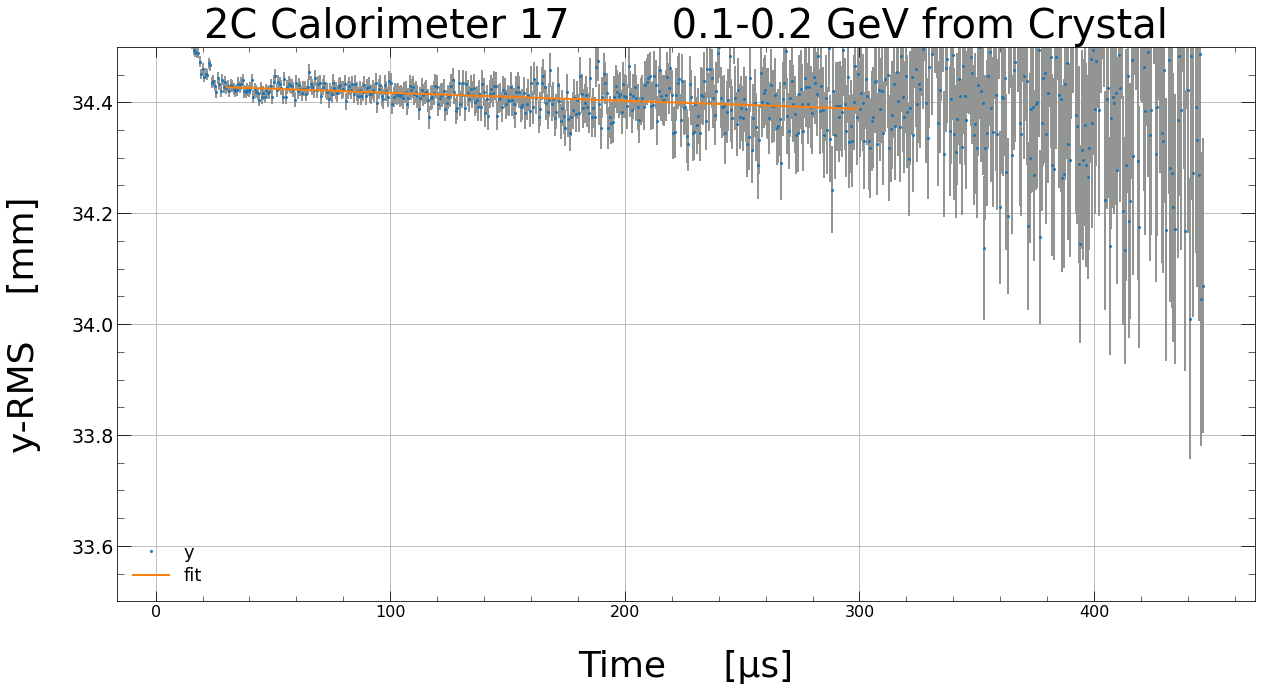 2C Calorimeter 17 0.1-0.2 GeV from Crystal
y-RMS [mm]
34.4
34.2
34.0
33.8
33.6
y
fit
0 100 200 300 400
Time [μs]